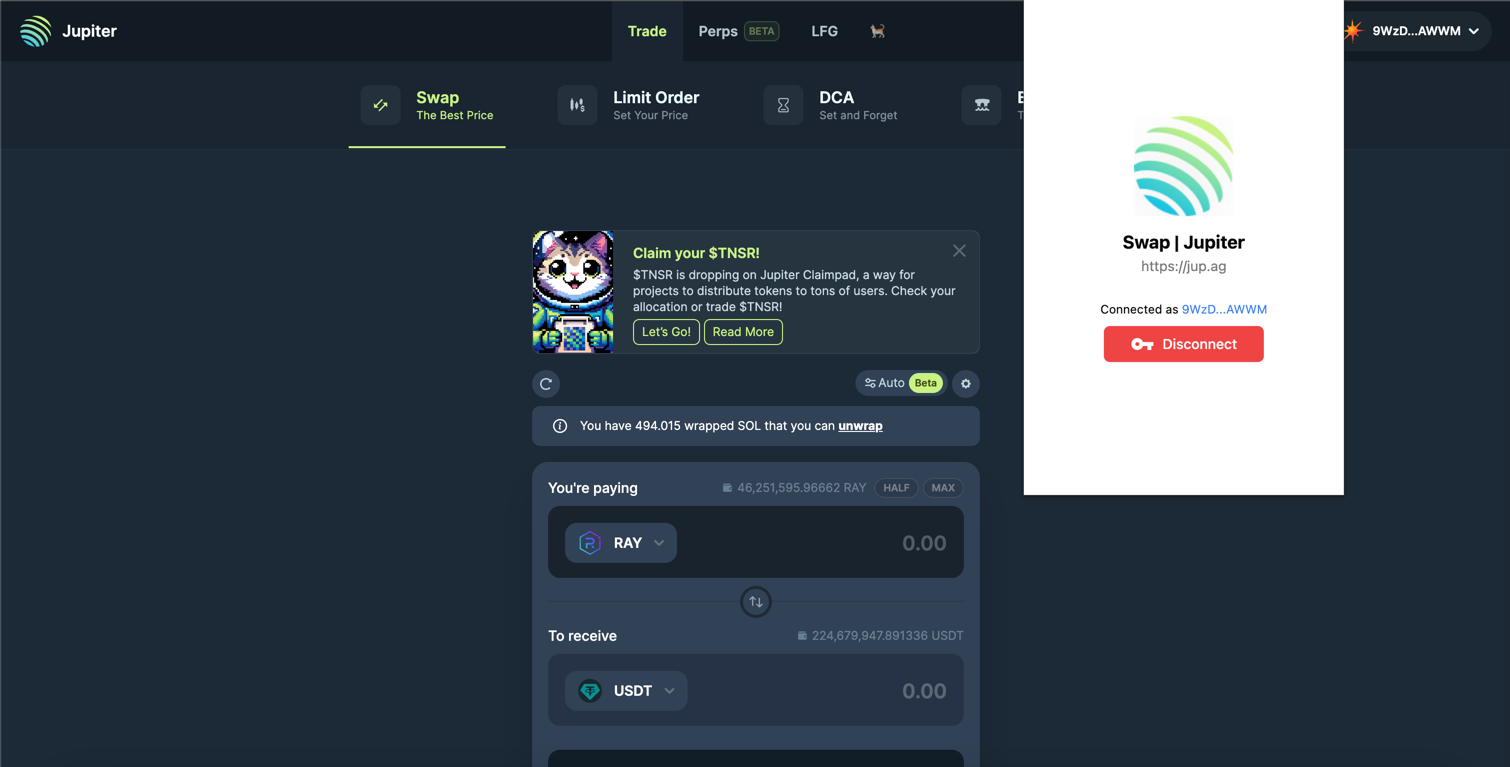 Jupiter
Trade
Perps BETA
LFG
9WzD...AWWM
Swap
The Best Price
Limit Order
Set Your Price
DCA
Set and Forget
Claim your $TNSR!
$TNSR is dropping on Jupiter Claimpad, a way for
projects to distribute tokens to tons of users. Check your
allocation or trade $TNSR!
Let's Go! Read More
Auto Beta
You have 494.015 wrapped SOL that you can unwrap
You're paying
46,251,595.96662 RAY HALF MAX
RAY
0.00
To receive
224,679,947.891336 USDT
USDT
0.00
Swap | Jupiter
https://jup.ag
Connected as 9WzD...AWWM
Disconnect